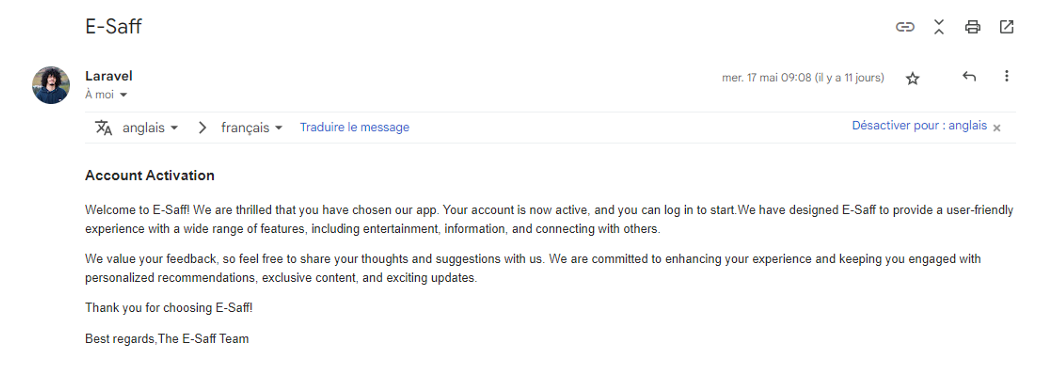 E-Saff
Laravel
mer. 17 mai 09:08 (il y a 11 jours)
À moi
anglais
français
Traduire le message
Désactiver pour : anglais
Account Activation
Welcome to E-Saff! We are thrilled that you have chosen our app. Your account is now active, and you can log in to start.We have designed E-Saff to provide a user-friendly
experience with a wide range of features, including entertainment, information, and connecting with others.
We value your feedback, so feel free to share your thoughts and suggestions with us. We are committed to enhancing your experience and keeping you engaged with
personalized recommendations, exclusive content, and exciting updates.
Thank you for choosing E-Saff!
Best regards,The E-Saff Team